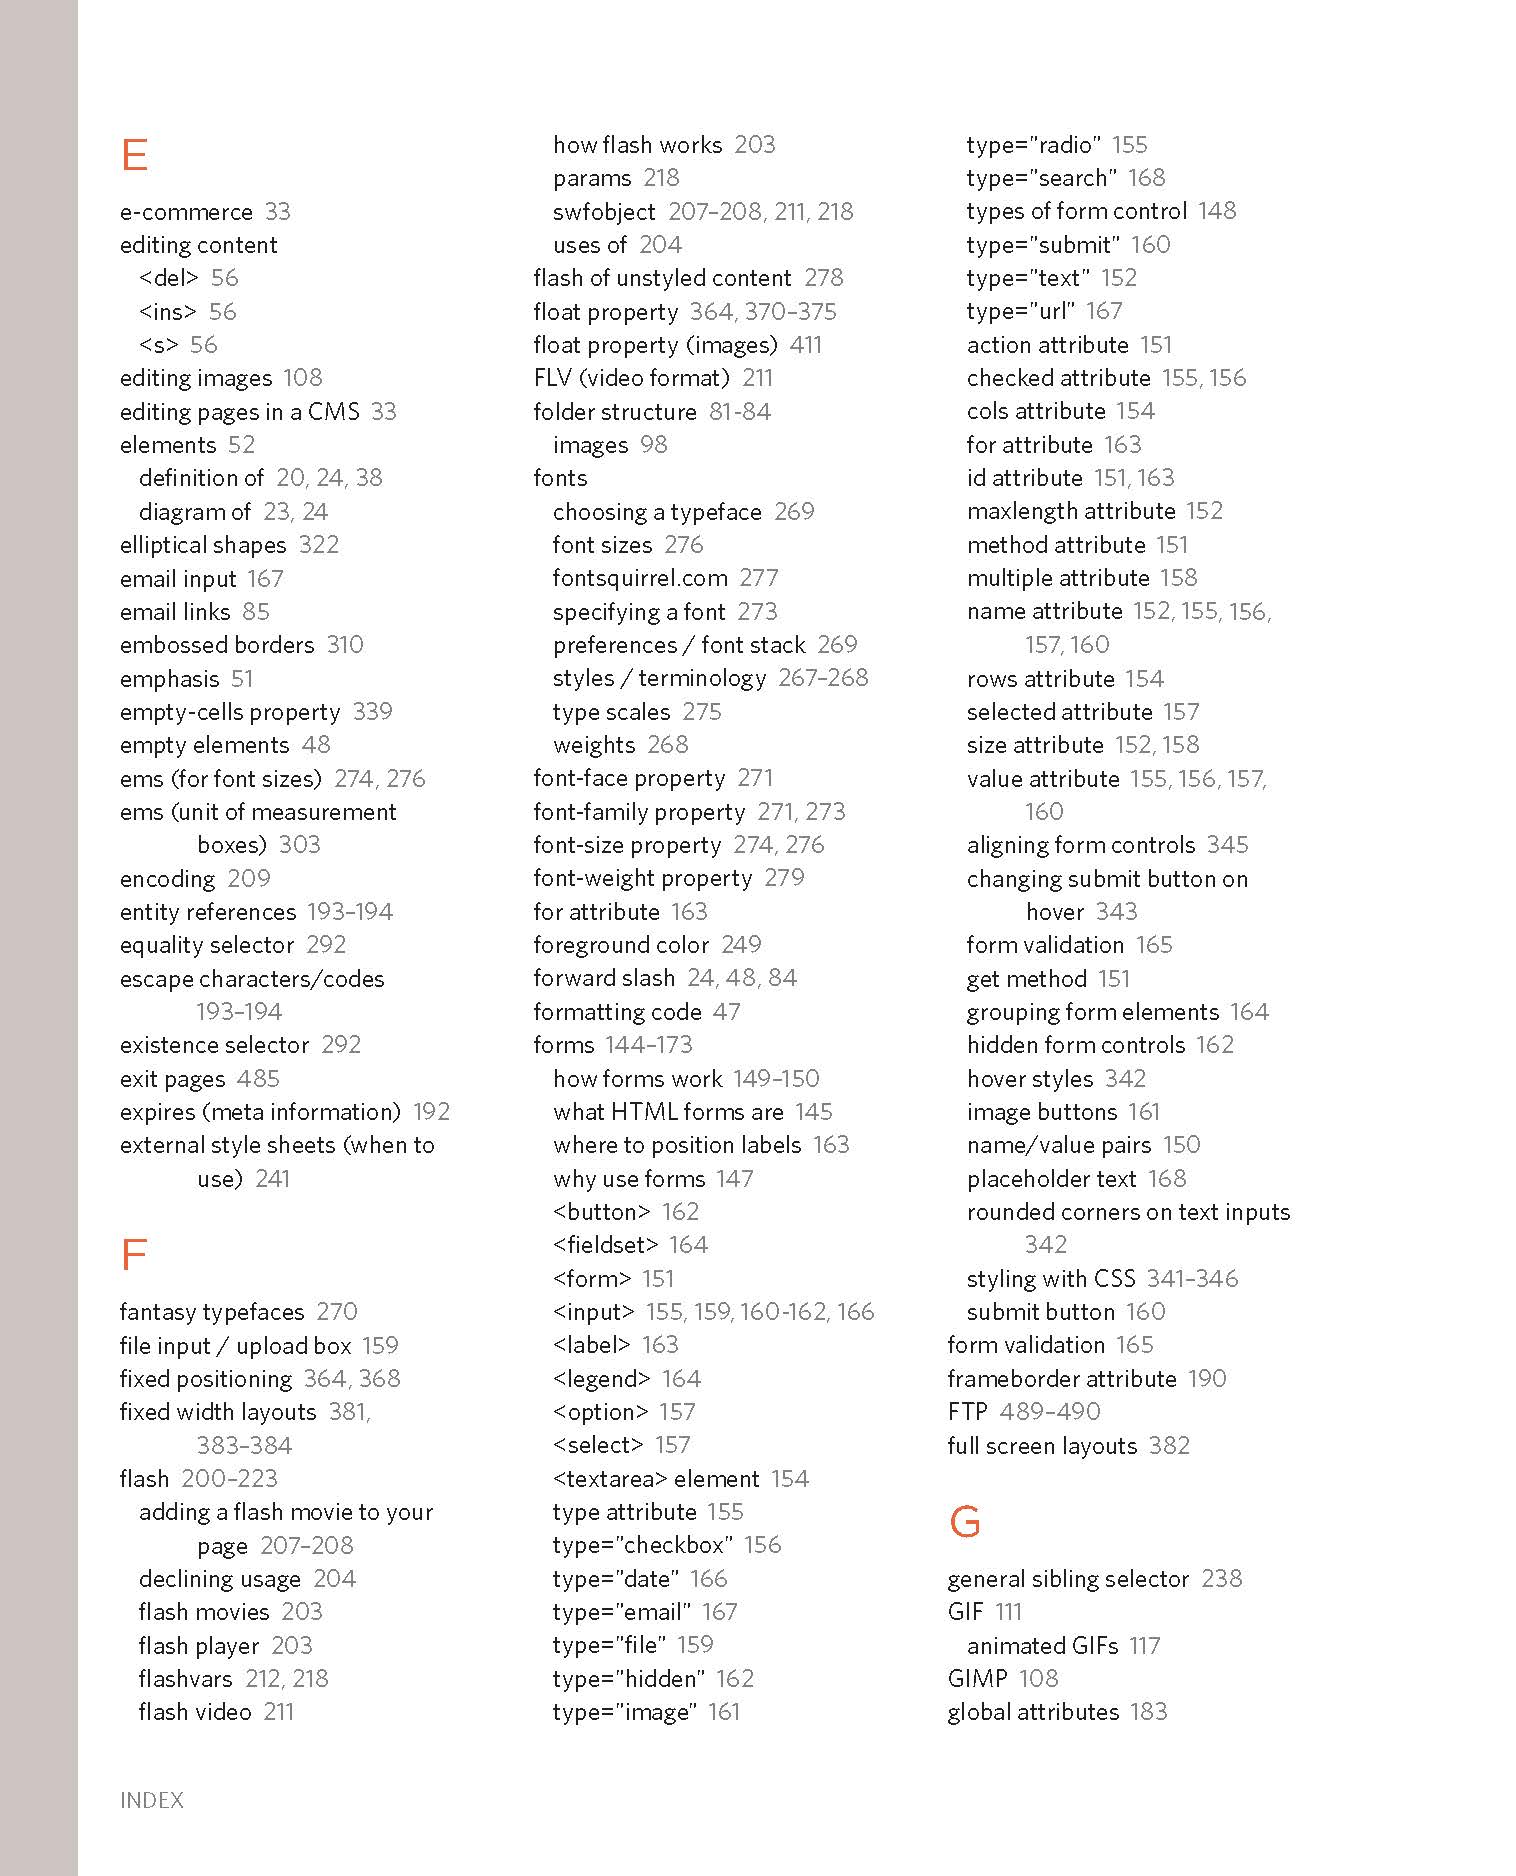 E
e-commerce 33
editing content
<del> 56
<ins> 56
<s> 56
editing images 108
editing pages in a CMS 33
elements 52
definition of 20, 24, 38
diagram of 23, 24
elliptical shapes 322
email input 167
email links 85
embossed borders 310
emphasis 51
empty-cells property 339
empty elements 48
ems (for font sizes) 274, 276
ems (unit of measurement
boxes) 303
encoding 209
entity references 193–194
equality selector 292
escape characters/codes
193–194
existence selector 292
exit pages 485
expires (meta information) 192
external style sheets (when to
use) 241
F
fantasy typefaces 270
file input / upload box 159
fixed positioning 364, 368
fixed width layouts 381,
383–384
flash 200–223
adding a flash movie to your
page 207–208
declining usage 204
flash movies 203
flash player 203
flashvars 212, 218
flash video 211
how flash works 203
params 218
swfobject 207–208, 211, 218
uses of 204
flash of unstyled content 278
float property 364, 370–375
float property (images) 411
FLV (video format) 211
folder structure 81-84
images 98
fonts
choosing a typeface 269
font sizes 276
fontsquirrel.com 277
specifying a font 273
preferences / font stack 269
styles / terminology 267–268
type scales 275
weights 268
font-face property 271
font-family property 271, 273
font-size property 274, 276
font-weight property 279
for attribute 163
foreground color 249
forward slash 24, 48, 84
formatting code 47
forms 144–173
how forms work 149–150
what HTML forms are 145
where to position labels 163
why use forms 147
<button> 162
<fieldset> 164
<form> 151
<input> 155, 159, 160-162, 166
<label> 163
<legend> 164
<option> 157
<select> 157
<textarea> element 154
type attribute 155
type="checkbox" 156
type="date" 166
type="email" 167
type="file" 159
type="hidden" 162
type="image" 161
type="radio" 155
type="search" 168
types of form control 148
type="submit" 160
type="text" 152
type="url" 167
action attribute 151
checked attribute 155, 156
cols attribute 154
for attribute 163
id attribute 151, 163
maxlength attribute 152
method attribute 151
multiple attribute 158
name attribute 152, 155, 156,
157, 160
rows attribute 154
selected attribute 157
size attribute 152, 158
value attribute 155, 156, 157,
160
aligning form controls 345
changing submit button on
hover 343
form validation 165
get method 151
grouping form elements 164
hidden form controls 162
hover styles 342
image buttons 161
name/value pairs 150
placeholder text 168
rounded corners on text inputs
342
styling with CSS 341–346
submit button 160
form validation 165
frameborder attribute 190
FTP 489–490
full screen layouts 382
G
general sibling selector 238
GIF 111
animated GIFs 117
GIMP 108
global attributes 183
INDEX